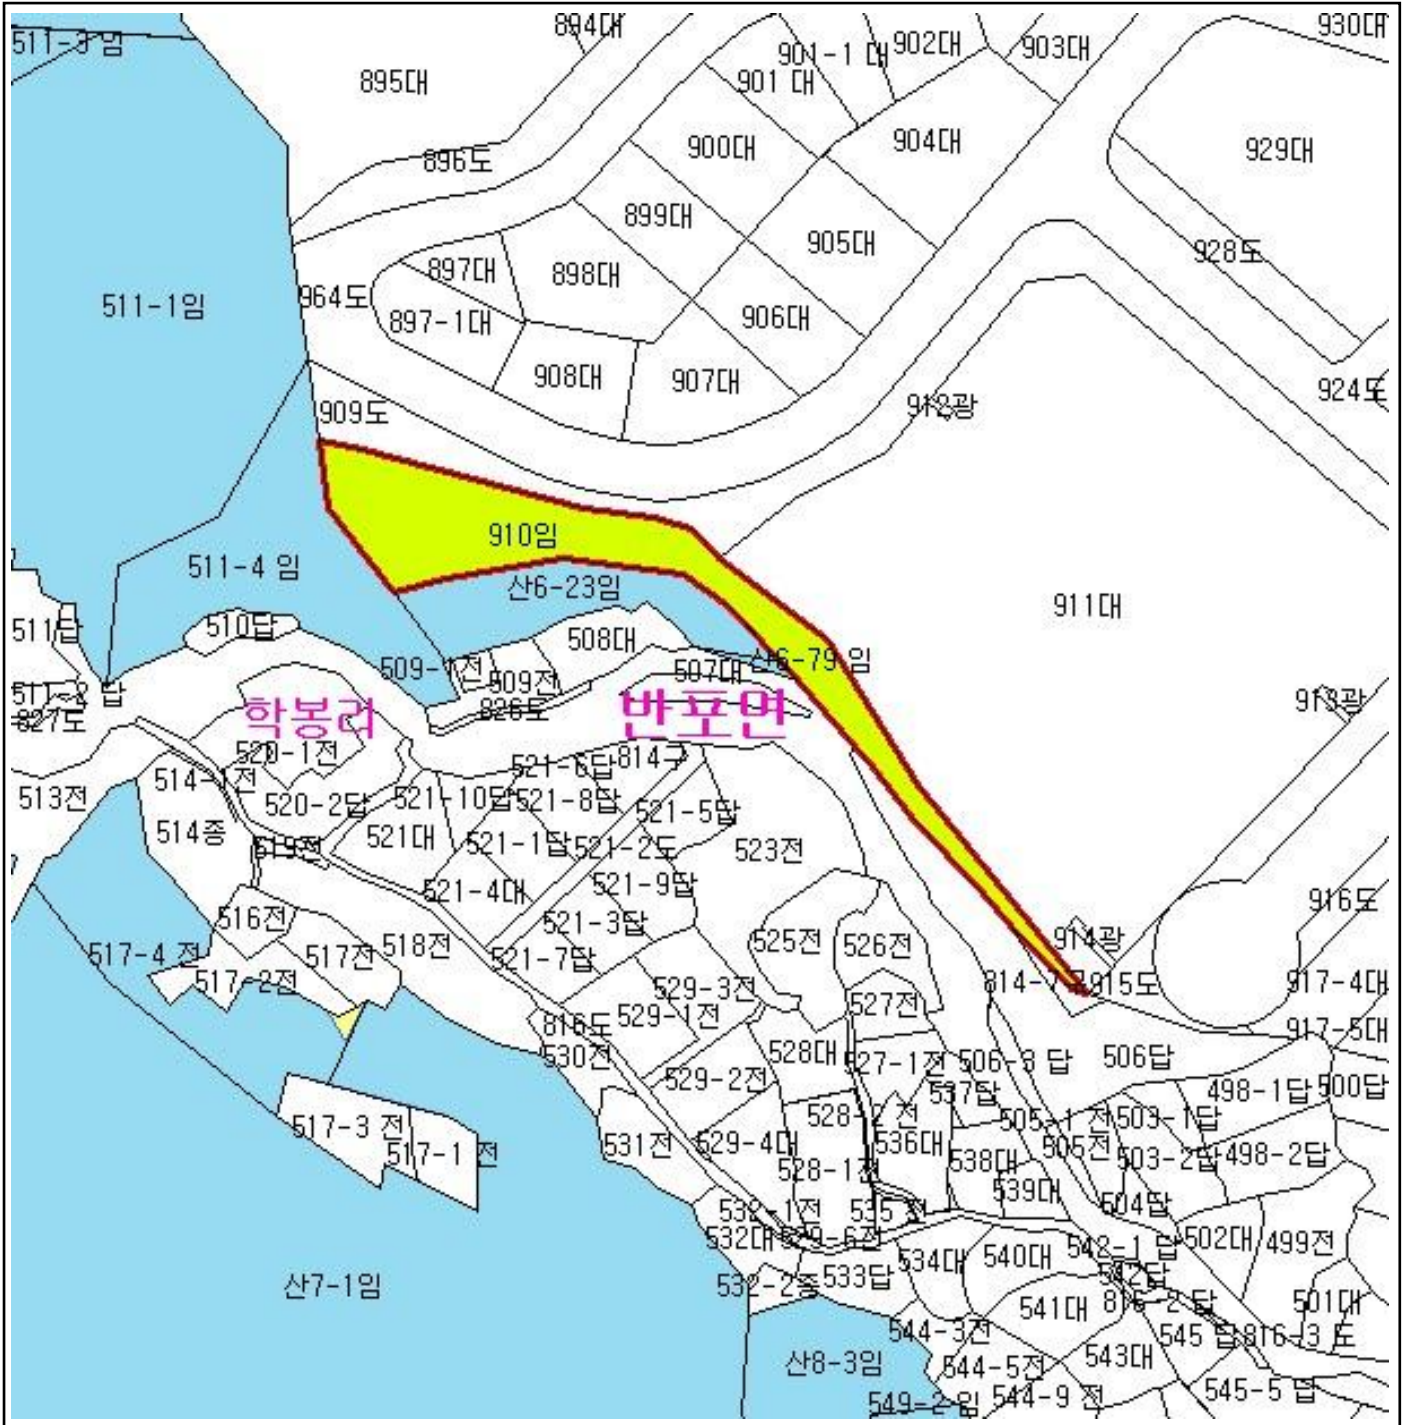 511-3 임
894대
895대
901-1 대
902대
903대
930대
901 대
900대
904대
929대
896도
899대
905대
928도
897대
898대
964도
511-1임
897-1대
906대
908대
907대
924도
909도
912광
910임
511-4 임
산6-23임
911대
511답
510답
508대
509-1전
509전
507대
산6-79 임
511-2 답
827도
826도
학봉리
반포면
913광
520-1전
514-1전
521-6답
814구
513전
520-2답
521-10답
521-8답
521-5답
514종
519전
521대
521-1답
521-2도
523전
521-4대
521-9답
916도
516전
521-3답
517-4 전
517전
518전
521-7답
525전
526전
914광
517-2전
529-3전
915도
917-4대
816도
529-1전
527전
917-5대
530전
528대
527-1전
506-3 답
506답
529-2전
537답
498-1답
500답
517-3 전
528-2 전
505-1 전
503-1답
517-1 전
531전
529-4대
536대
505전
503-2답
498-2답
528-1전
538대
539대
504답
532-1전
535 전
532대
529-6전
534대
540대
542-1 답
502대
499전
산7-1임
532-2종
533답
542답
541대
816-2 답
501대
544-3전
545 답
816-3 도
산8-3임
544-5전
543대
549-2 임
544-9 전
545-5 답